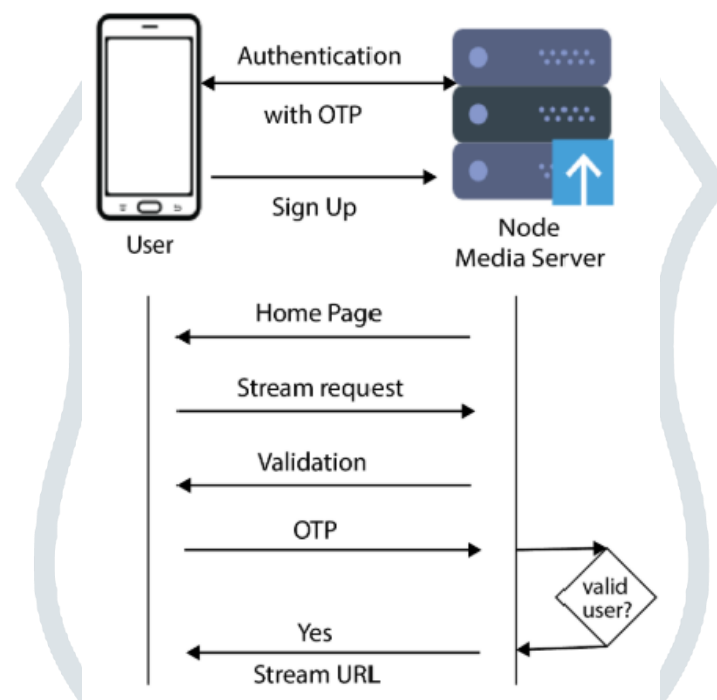 Authentication
with OTP
Sign Up
User
Node
Media Server
Home Page
Stream request
Validation
OTP
valid
user?
Yes
Stream URL